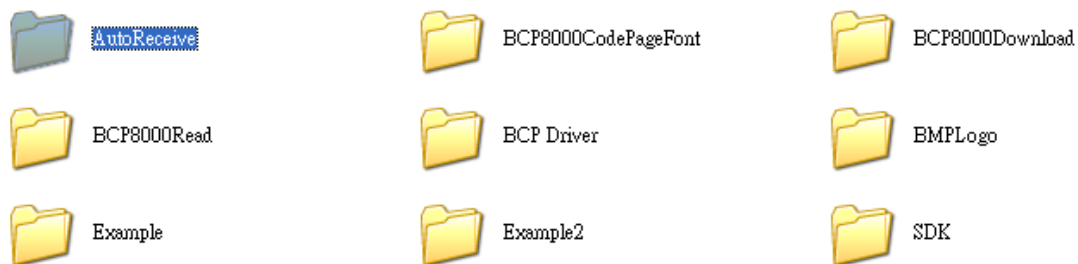 AutoReceive
BCP8000CodePageFont
BCP8000Download
BCP8000Read
BCP Driver
BMPLogo
Example
Example2
SDK